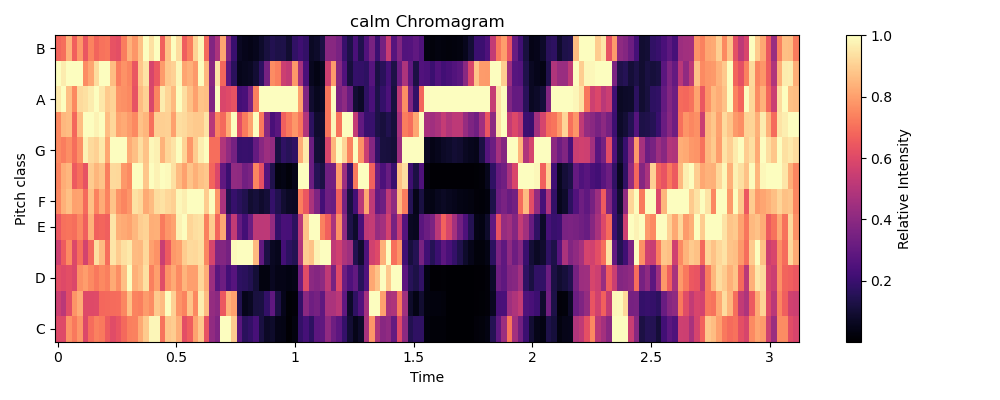 calm Chromagram
Pitch class
B
A
G
F
E
D
C
0
0.5
1
1.5
2
2.5
3
Time
1.0
0.8
0.6
0.4
0.2
Relative Intensity